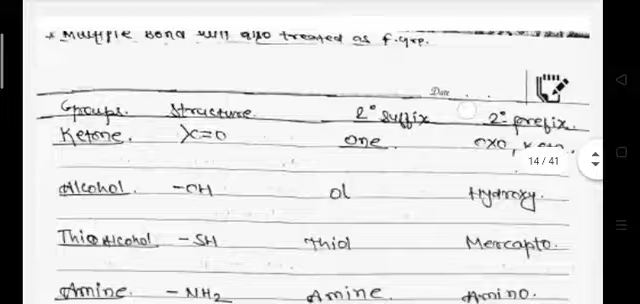 * Multiple Bond will also treated as f.grp.
Date
Groups. Structure. 2° suffix 2° prefix.
Ketone. >C=O One oxo,
14 / 41
Alcohol. -OH ol Hydroxy.
Thioalcohol -SH Thiol Mercapto.
Amine. -NH₂ Amine. Amino.